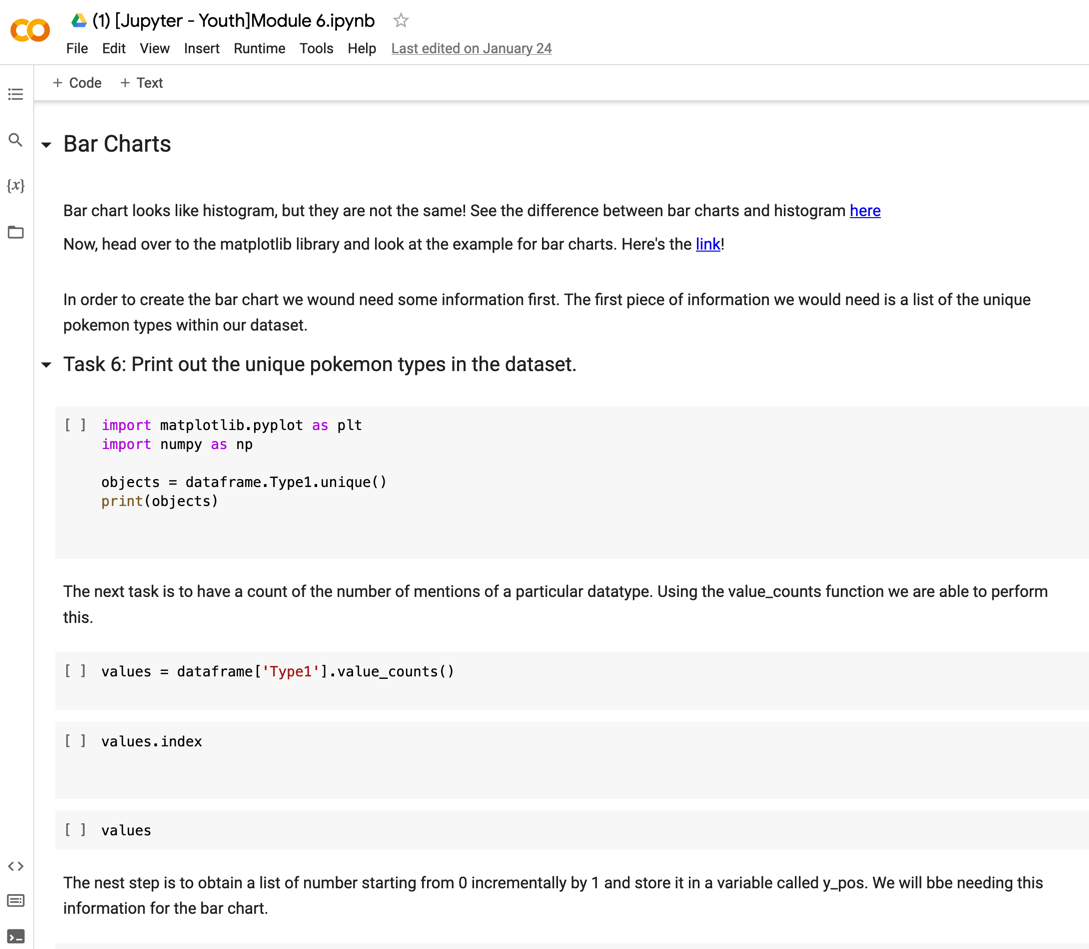 (1) [Jupyter - Youth]Module 6.ipynb
File Edit View Insert Runtime Tools Help Last edited on January 24
+ Code + Text
{x}
Bar Charts
Bar chart looks like histogram, but they are not the same! See the difference between bar charts and histogram here
Now, head over to the matplotlib library and look at the example for bar charts. Here's the link!
In order to create the bar chart we wound need some information first. The first piece of information we would need is a list of the unique
pokemon types within our dataset.
Task 6: Print out the unique pokemon types in the dataset.
[ ] import matplotlib.pyplot as plt
import numpy as np
objects = dataframe.Type1.unique()
print(objects)
The next task is to have a count of the number of mentions of a particular datatype. Using the value_counts function we are able to perform
this.
[ ] values = dataframe['Type1'].value_counts()
[ ] values.index
[ ] values
The nest step is to obtain a list of number starting from 0 incrementally by 1 and store it in a variable called y_pos. We will bbe needing this
information for the bar chart.